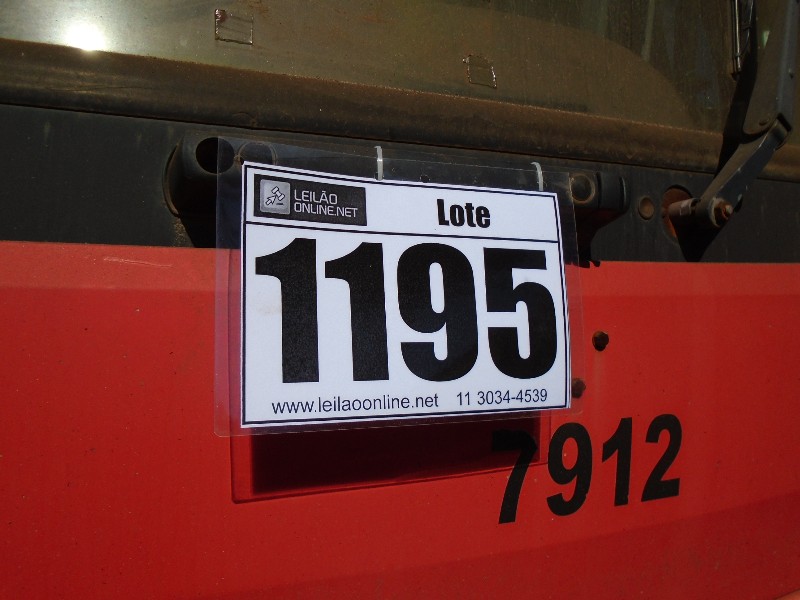 LEILÃO
ONLINE.NET
Lote
1195
www.leilaoonline.net 11 3034-4539
7912